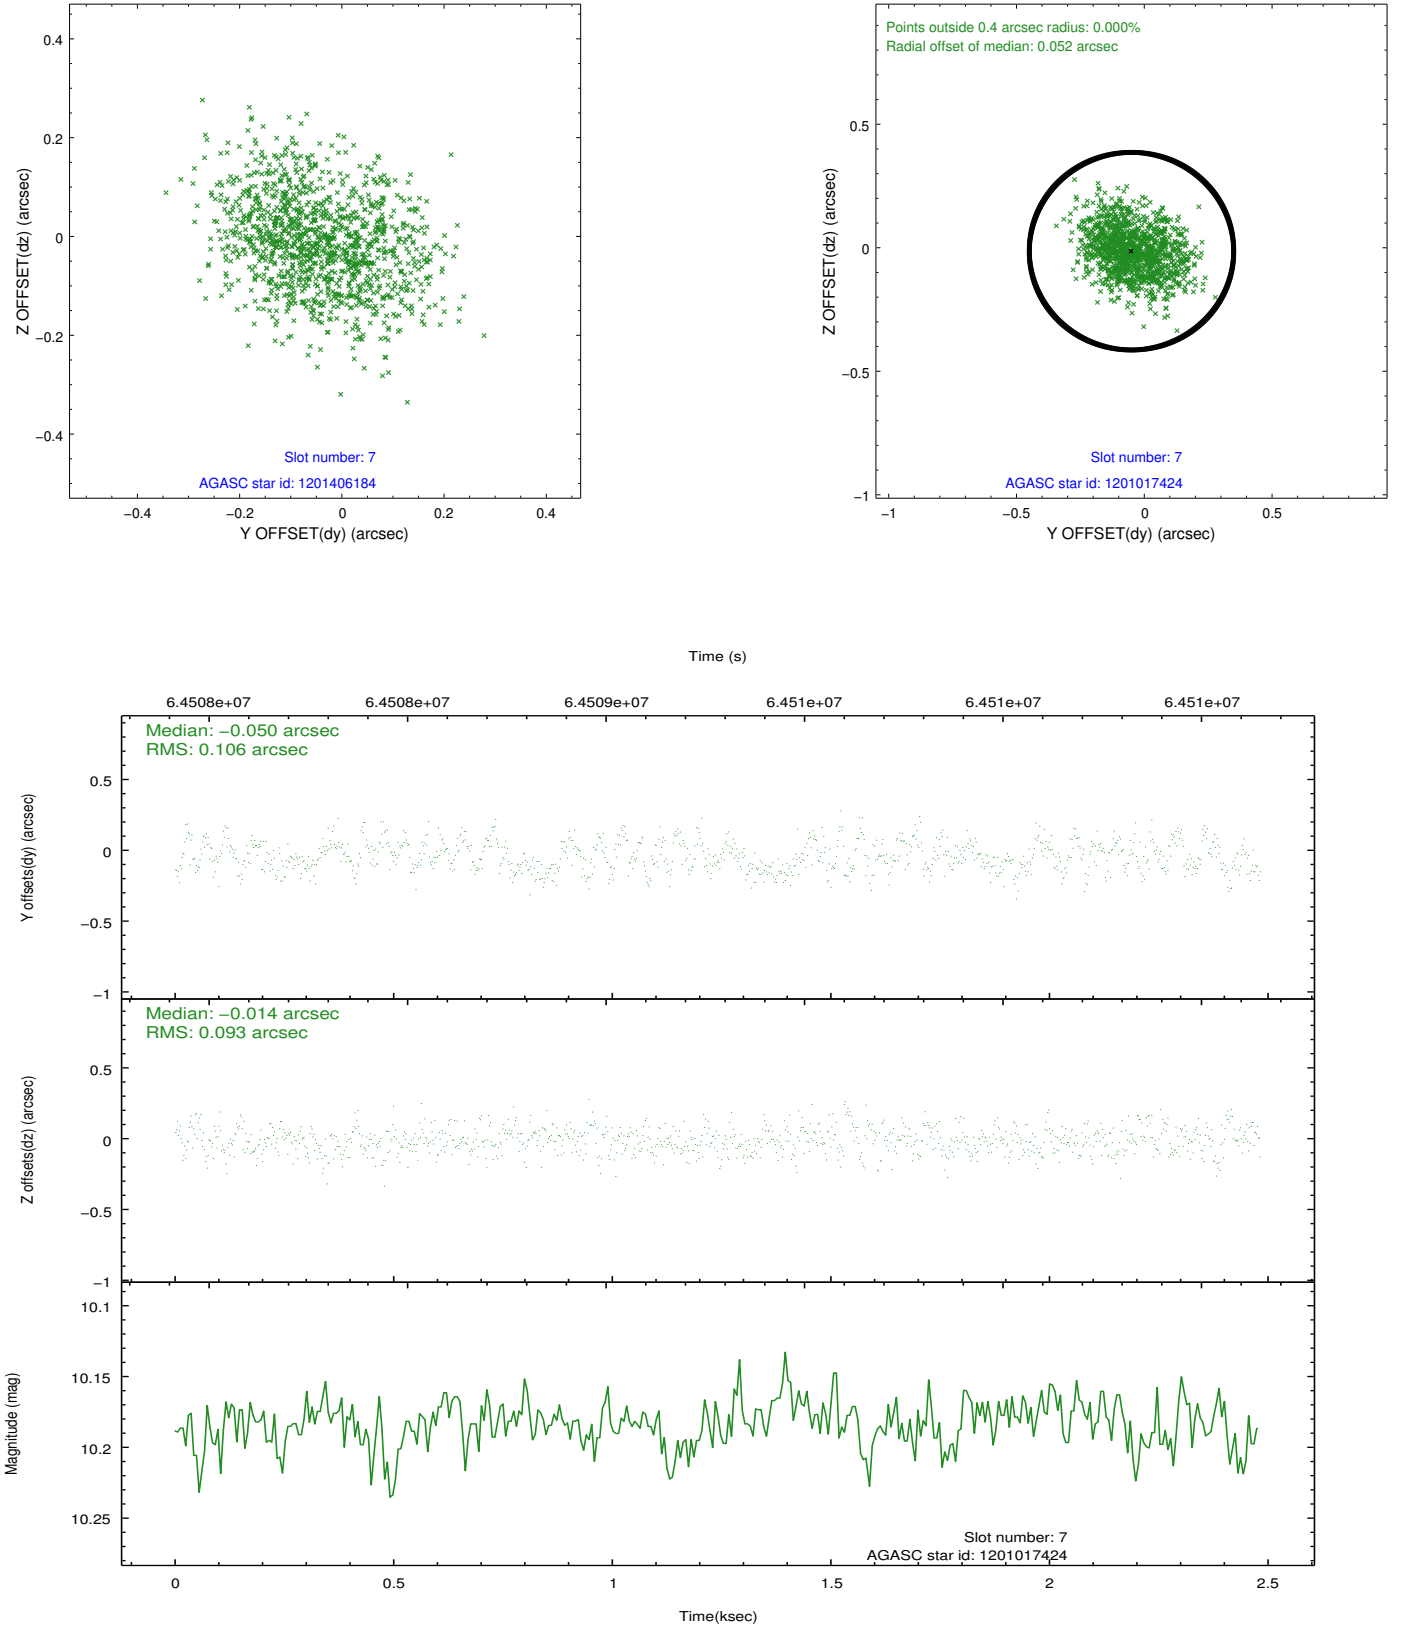 0.4
0.2
0
−0.2
−0.4
Z OFFSET(dz) (arcsec)
Slot number: 7
AGASC star id: 1201406184
−0.4 −0.2 0 0.2 0.4
Y OFFSET(dy) (arcsec)
Points outside 0.4 arcsec radius: 0.000%
Radial offset of median: 0.052 arcsec
0.5
0
−0.5
−1
Z OFFSET(dz) (arcsec)
Slot number: 7
AGASC star id: 1201017424
−1 −0.5 0 0.5
Y OFFSET(dy) (arcsec)
Time (s)
6.4508e+07 6.4508e+07 6.4509e+07 6.451e+07 6.451e+07 6.451e+07
Median: −0.050 arcsec
RMS: 0.106 arcsec
0.5
0
−0.5
−1
Y offsets(dy) (arcsec)
Median: −0.014 arcsec
RMS: 0.093 arcsec
0.5
0
−0.5
−1
Z offsets(dz) (arcsec)
10.1
10.15
10.2
10.25
Magnitude (mag)
Slot number: 7
AGASC star id: 1201017424
0 0.5 1 1.5 2 2.5
Time(ksec)